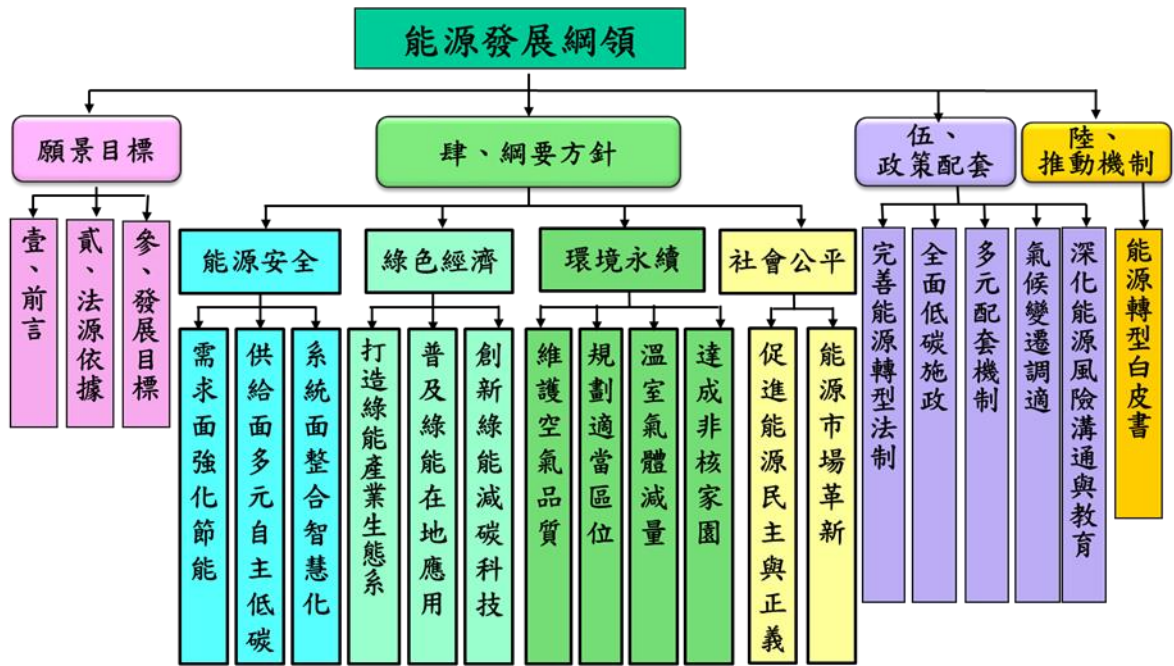 能源發展綱領
願景目標
壹、前言
貳、法源依據
參、發展目標
肆、綱要方針
能源安全
需求面強化節能
供給面多元自主低碳
系統面整合智慧化
綠色經濟
打造綠能產業生態系
普及綠能在地應用
創新綠能減碳科技
環境永續
維護空氣品質
規劃適當區位
溫室氣體減量
達成非核家園
社會公平
促進能源民主與正義
能源市場革新
伍、
政策配套
完善能源轉型法制
全面低碳施政
多元配套機制
氣候變遷調適
深化能源風險溝通與教育
陸、
推動機制
能源轉型白皮書